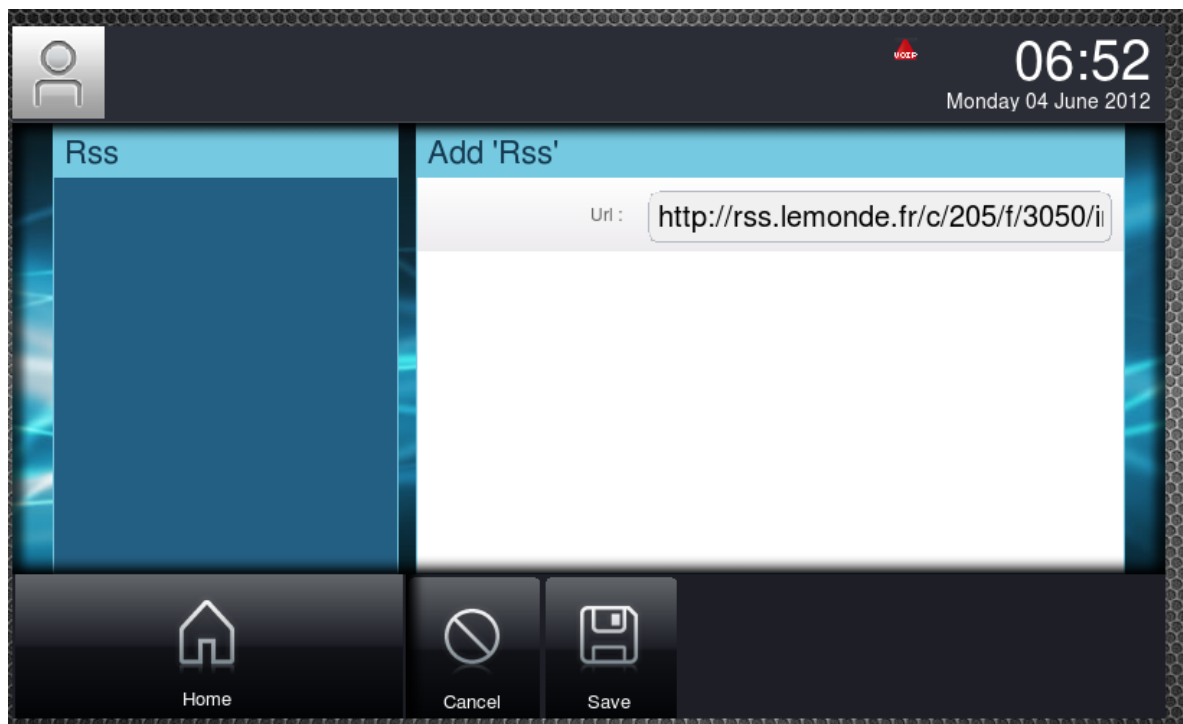 VOIP
06:52
Monday 04 June 2012
Rss
Add 'Rss'
Url : http://rss.lemonde.fr/c/205/f/3050/i
Home
Cancel
Save